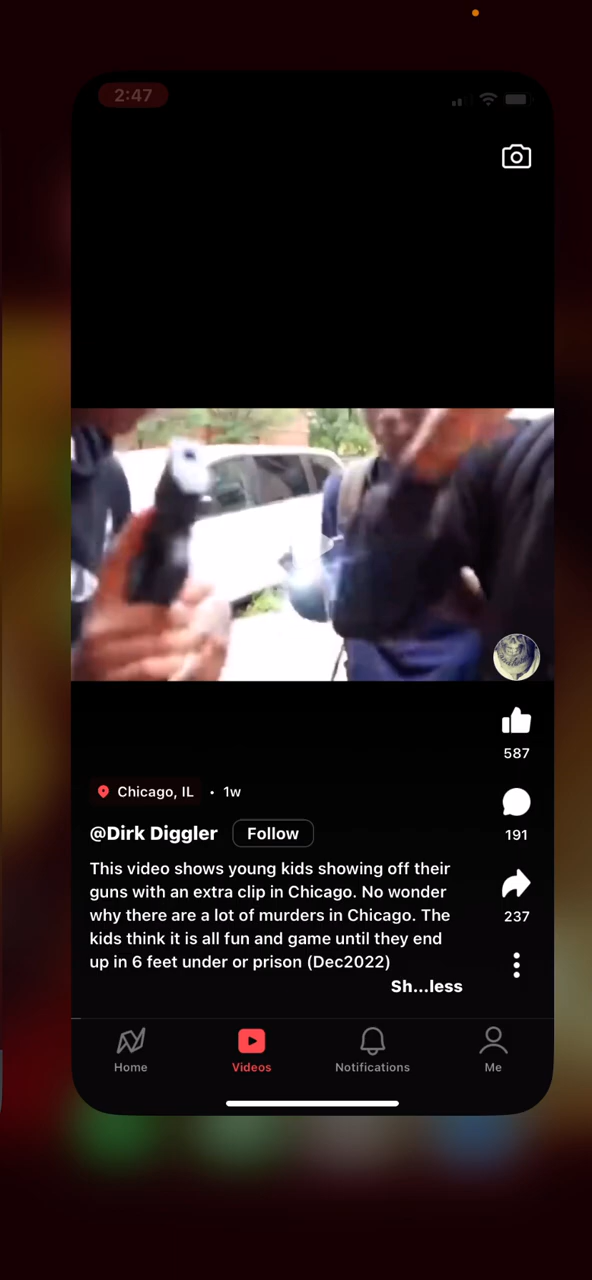 2:47
587
Chicago, IL • 1w
191
@Dirk Diggler Follow
This video shows young kids showing off their
guns with an extra clip in Chicago. No wonder
why there are a lot of murders in Chicago. The
237
kids think it is all fun and game until they end
up in 6 feet under or prison (Dec2022)
Sh...less
Home Videos Notifications Me